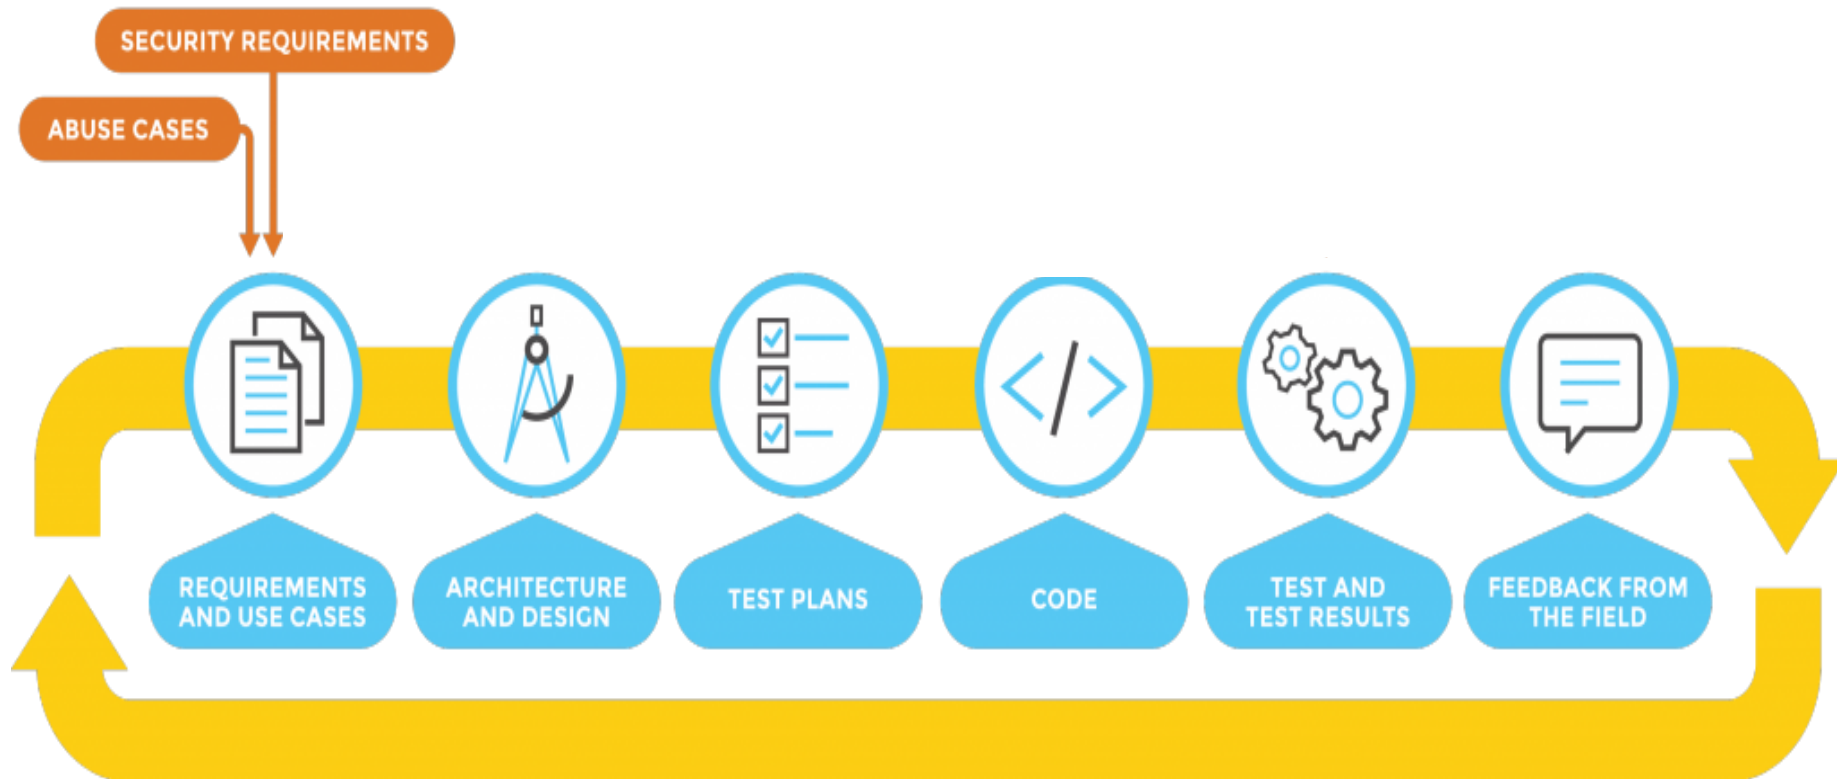 SECURITY REQUIREMENTS
ABUSE CASES
REQUIREMENTS
AND USE CASES
ARCHITECTURE
AND DESIGN
TEST PLANS
CODE
TEST AND
TEST RESULTS
FEEDBACK FROM
THE FIELD